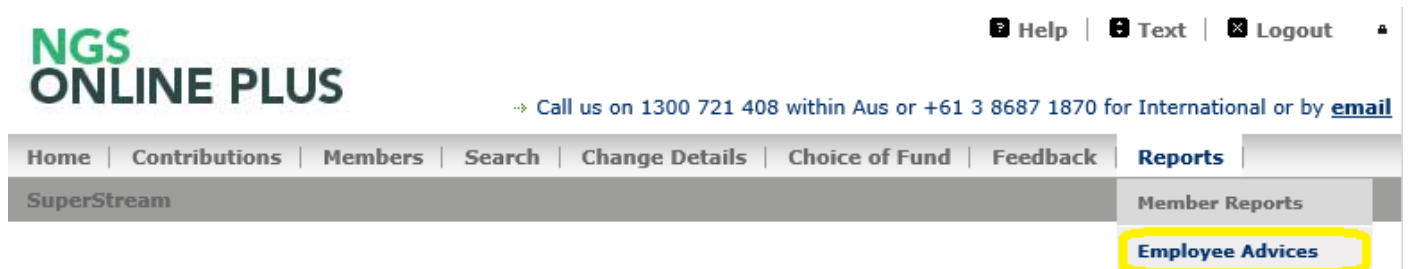 Help | Text | Logout
NGS
ONLINE PLUS
Call us on 1300 721 408 within Aus or +61 3 8687 1870 for International or by email
Home | Contributions | Members | Search | Change Details | Choice of Fund | Feedback | Reports |
SuperStream
Member Reports
Employee Advices